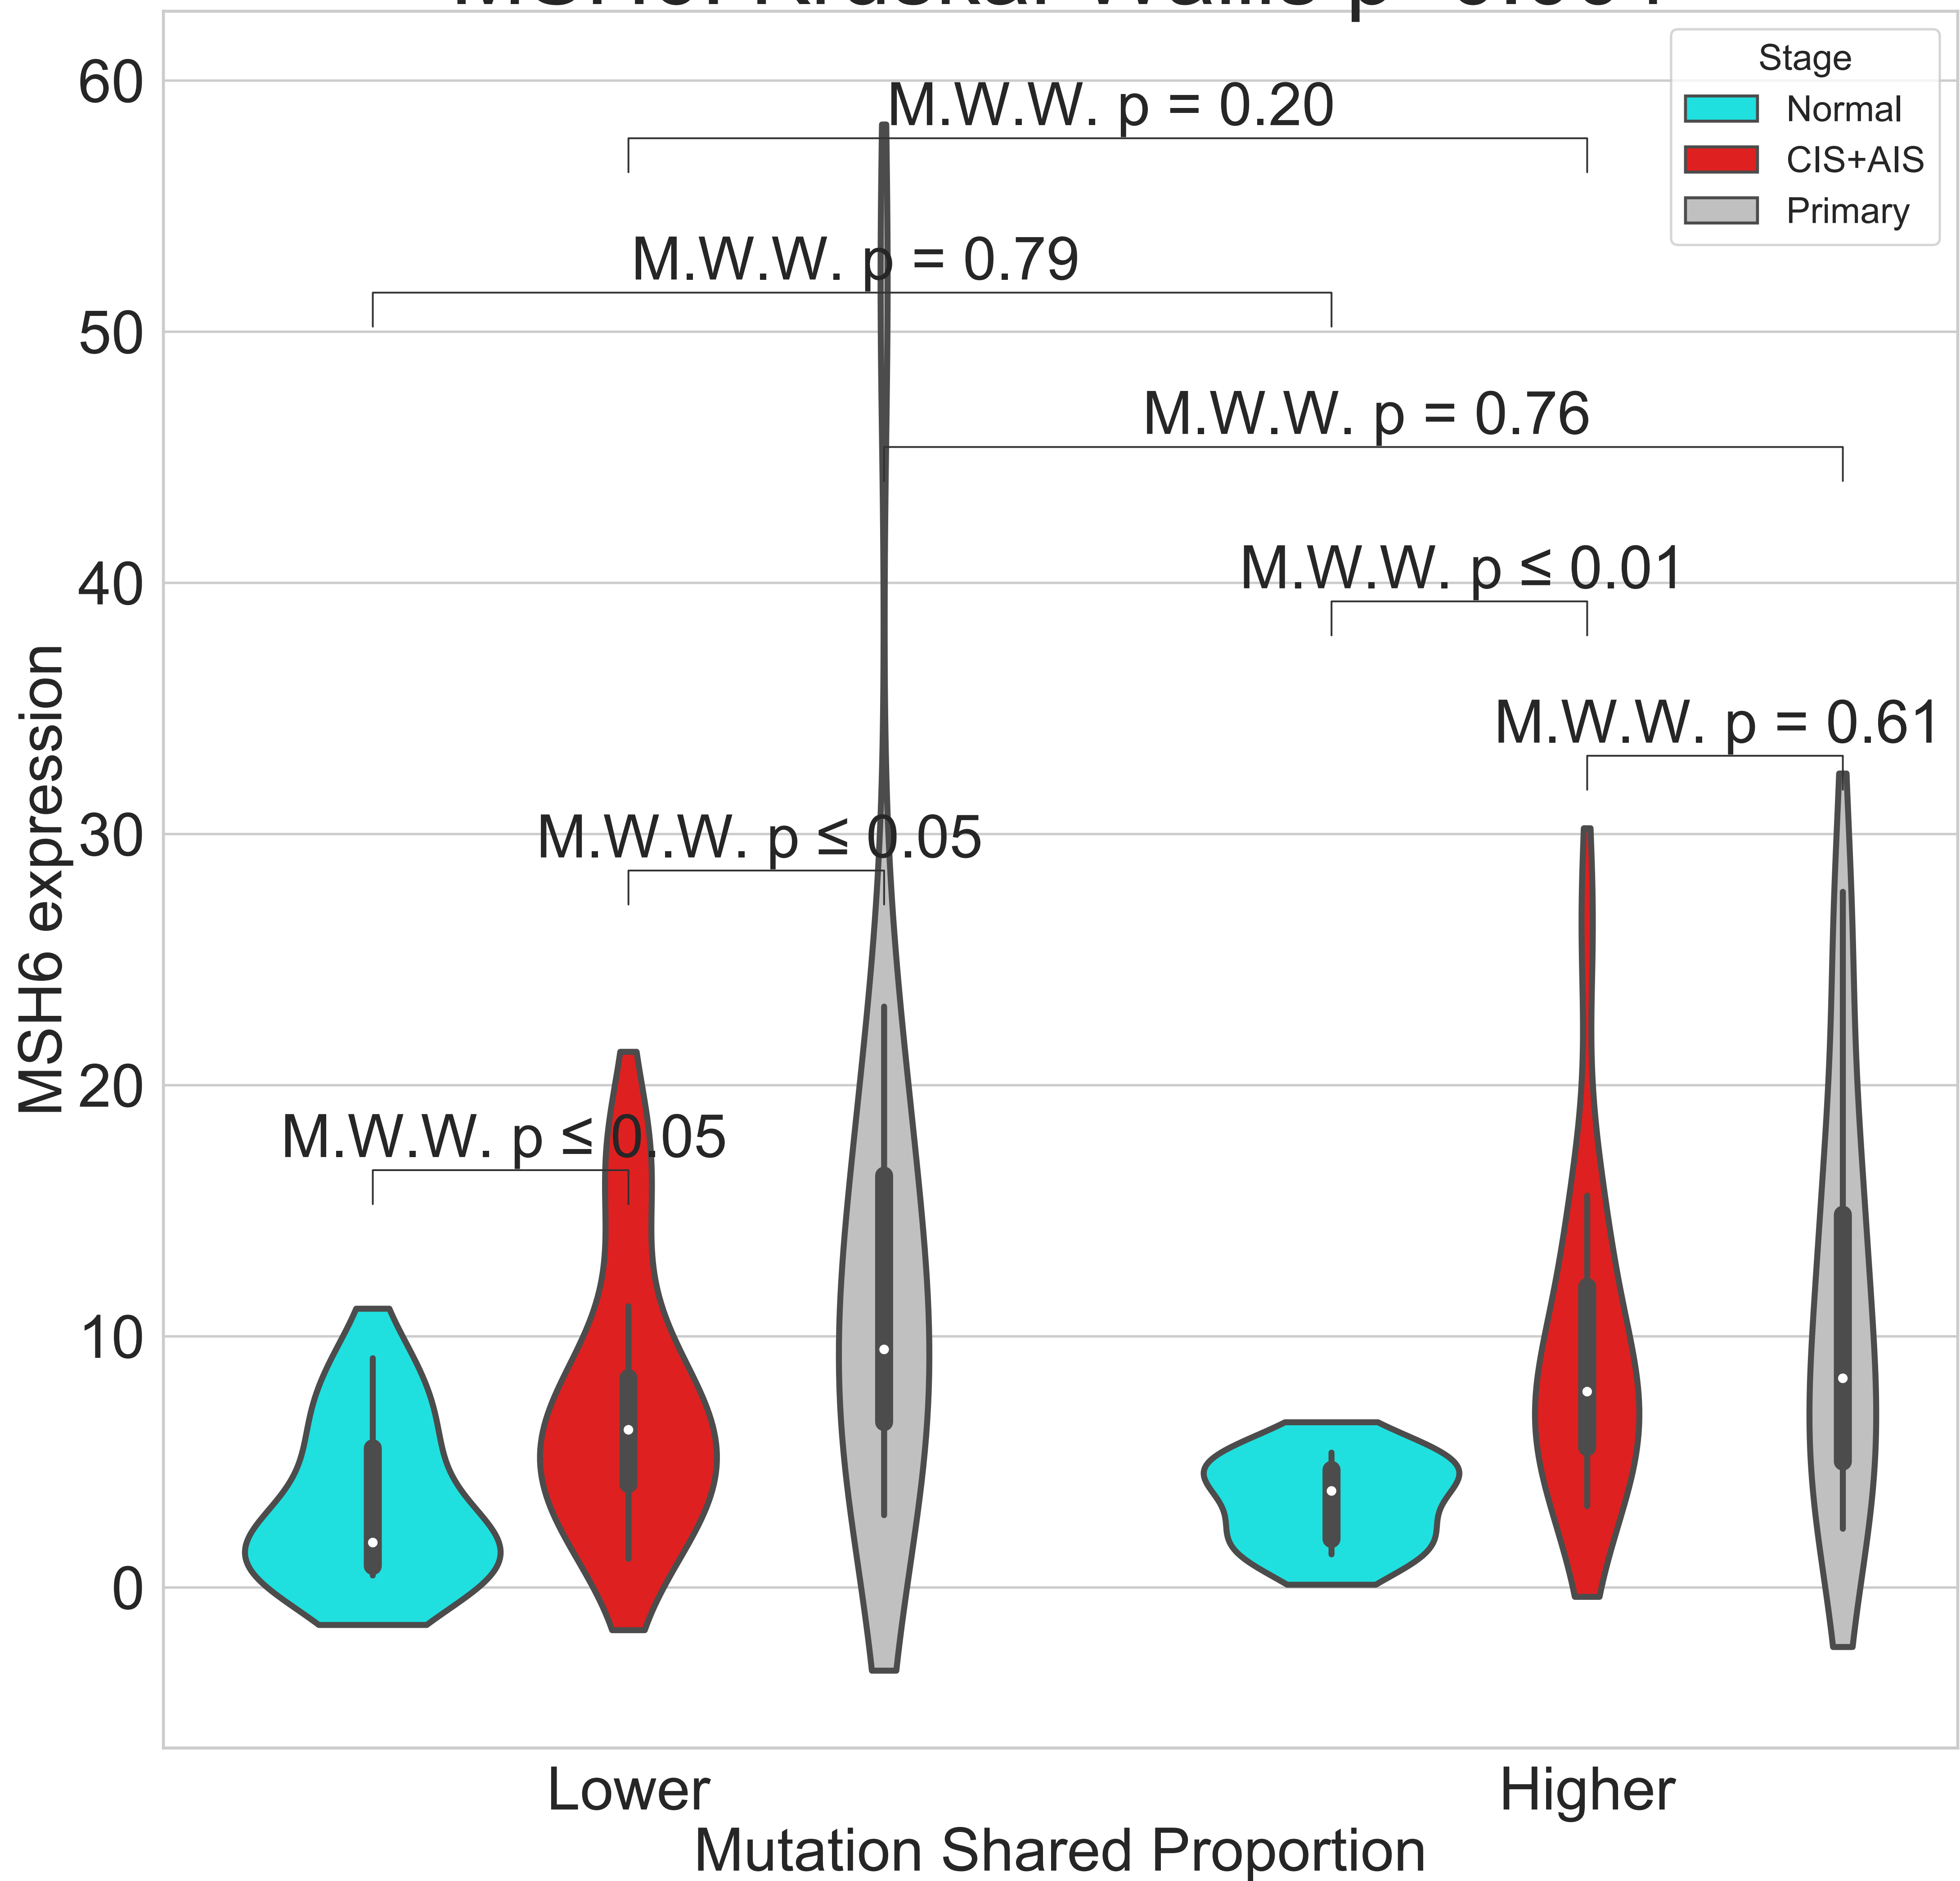 Stage
Normal
CIS+AIS
Primary
60
50
40
30
20
10
0
MSH6 expression
M.W.W. p = 0.20
M.W.W. p = 0.79
M.W.W. p = 0.76
M.W.W. p ≤ 0.01
M.W.W. p = 0.61
M.W.W. p ≤ 0.05
M.W.W. p ≤ 0.05
Lower
Higher
Mutation Shared Proportion